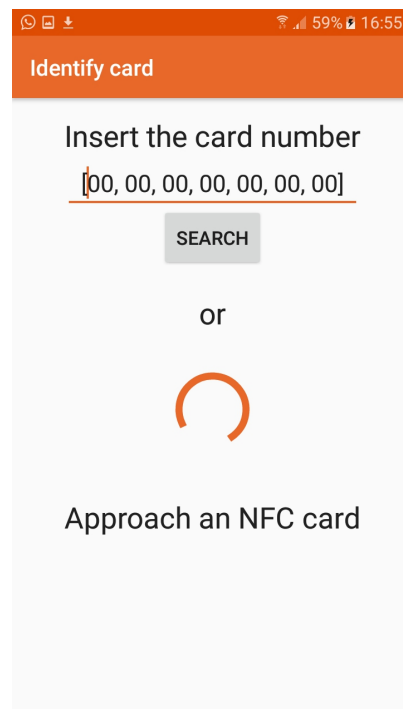 59% 16:55
Identify card
Insert the card number
[00, 00, 00, 00, 00, 00, 00]
SEARCH
or
Approach an NFC card